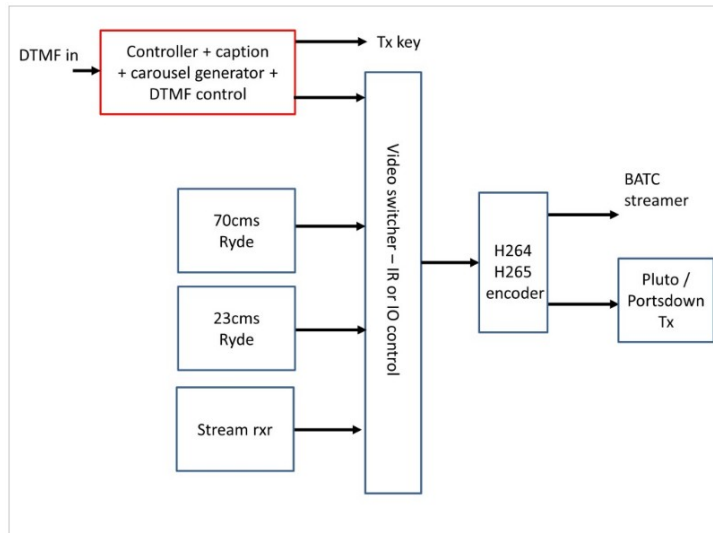 DTMF in
Controller + caption
+ carousel generator +
DTMF control
Tx key
70cms
Ryde
23cms
Ryde
Stream rxr
Video switcher – IR or IO control
H264
H265
encoder
BATC
streamer
Pluto /
Portsdown
Tx